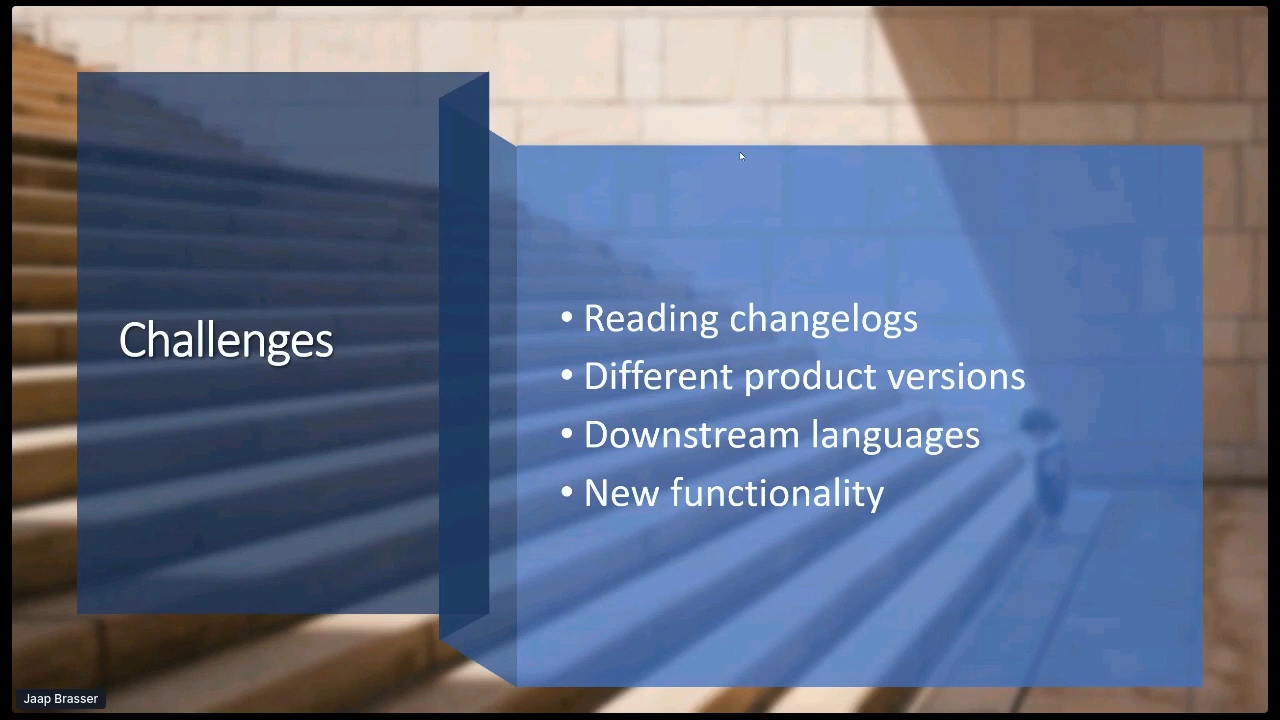 Challenges
• Reading changelogs
• Different product versions
• Downstream languages
• New functionality
Jaap Brasser